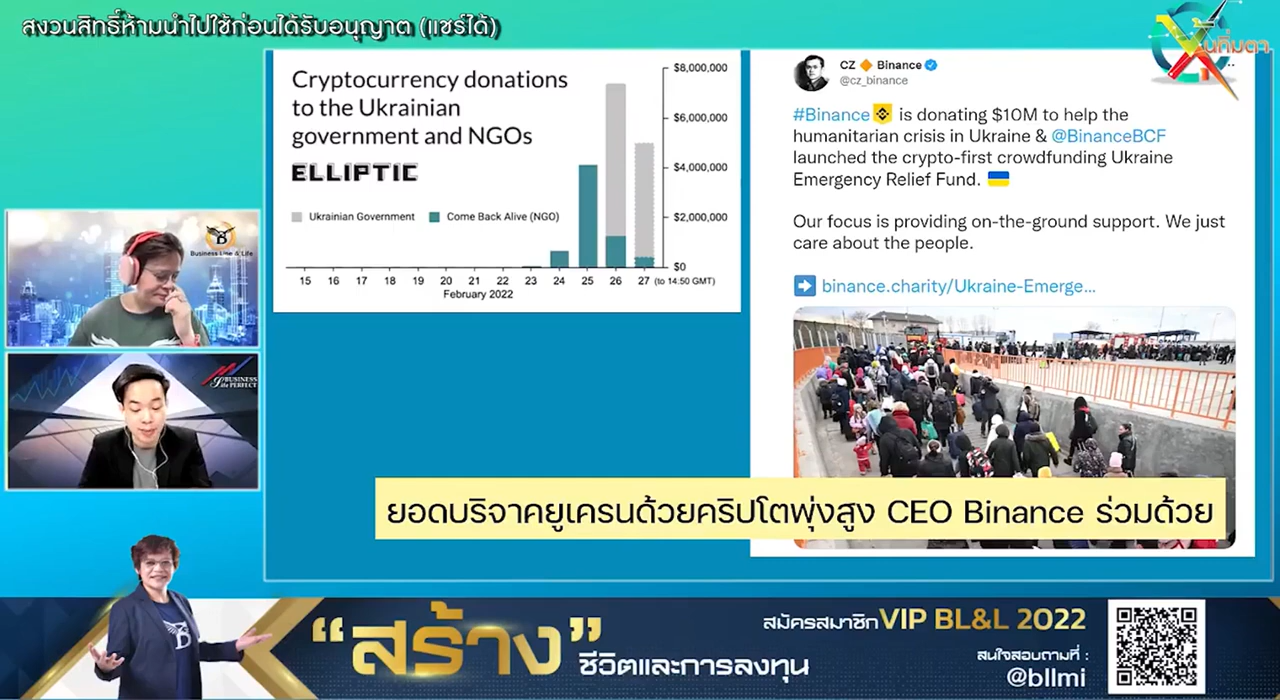 สงวนสิทธิ์ห้ามนำไปใช้ก่อนได้รับอนุญาต (แชร์ได้)
Cryptocurrency donations
to the Ukrainian
government and NGOs
ELLIPTIC
Ukrainian Government
Come Back Alive (NGO)
$8,000,000
$6,000,000
$4,000,000
$2,000,000
$0
15 16 17 18 19 20 21 22 23 24 25 26 27 (to 14:50 GMT)
February 2022
CZ 🔶 Binance
@cz_binance
#Binance is donating $10M to help the
humanitarian crisis in Ukraine & @BinanceBCF
launched the crypto-first crowdfunding Ukraine
Emergency Relief Fund. 🇺🇦
Our focus is providing on-the-ground support. We just
care about the people.
➡️ binance.charity/Ukraine-Emerge...
B
Business Line & Life
BUSINESS
Life PERFECT
ยอดบริจาคยูเครนด้วยคริปโตพุ่งสูง CEO Binance ร่วมด้วย
“สร้าง”
ชีวิตและการลงทุน
สมัครสมาชิก VIP BL&L 2022
สนใจสอบถามที่ :
@bllmi